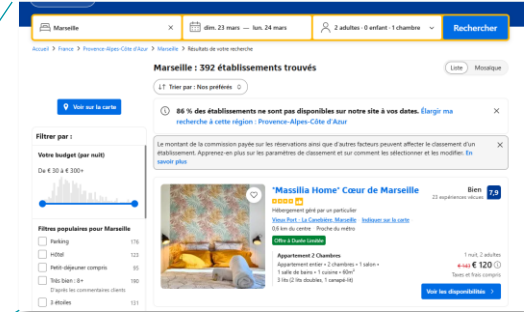 Marseille
dim. 23 mars — lun. 24 mars
2 adultes · 0 enfant · 1 chambre
Rechercher
Accueil > France > Provence-Alpes-Côte d'Azur > Marseille > Résultats de votre recherche
Marseille : 392 établissements trouvés
Liste
Mosaïque
Trier par : Nos préférés
Voir sur la carte
86 % des établissements ne sont pas disponibles sur notre site à vos dates. Élargir ma
recherche à cette région : Provence-Alpes-Côte d'Azur
Le montant de la commission payée sur les réservations ainsi que d'autres facteurs peuvent affecter le classement d'un
établissement. Apprenez-en plus sur les paramètres de classement et sur comment les sélectionner et les modifier. En
savoir plus
Filtrer par :
Votre budget (par nuit)
De € 30 à € 300+
Filtres populaires pour Marseille
Parking 176
Hôtel 123
Petit-déjeuner compris 85
Très bien : 8+
D'après les commentaires clients
3 étoiles 151
"Massilia Home" Cœur de Marseille
Hébergement géré par un particulier
Vieux Port - La Canebière, Marseille Indiquer sur la carte
0,6 km du centre · Proche du métro
Offre à Durée Limitée
Appartement 2 Chambres
Appartement entier • 2 chambres • 1 salon •
1 salle de bains • 1 cuisine • 60m²
3 lits (2 lits doubles, 1 canapé-lit)
Bien 7,9
23 expériences vécues
1 nuit, 2 adultes
€ 120
Taxes et frais compris
Voir les disponibilités >